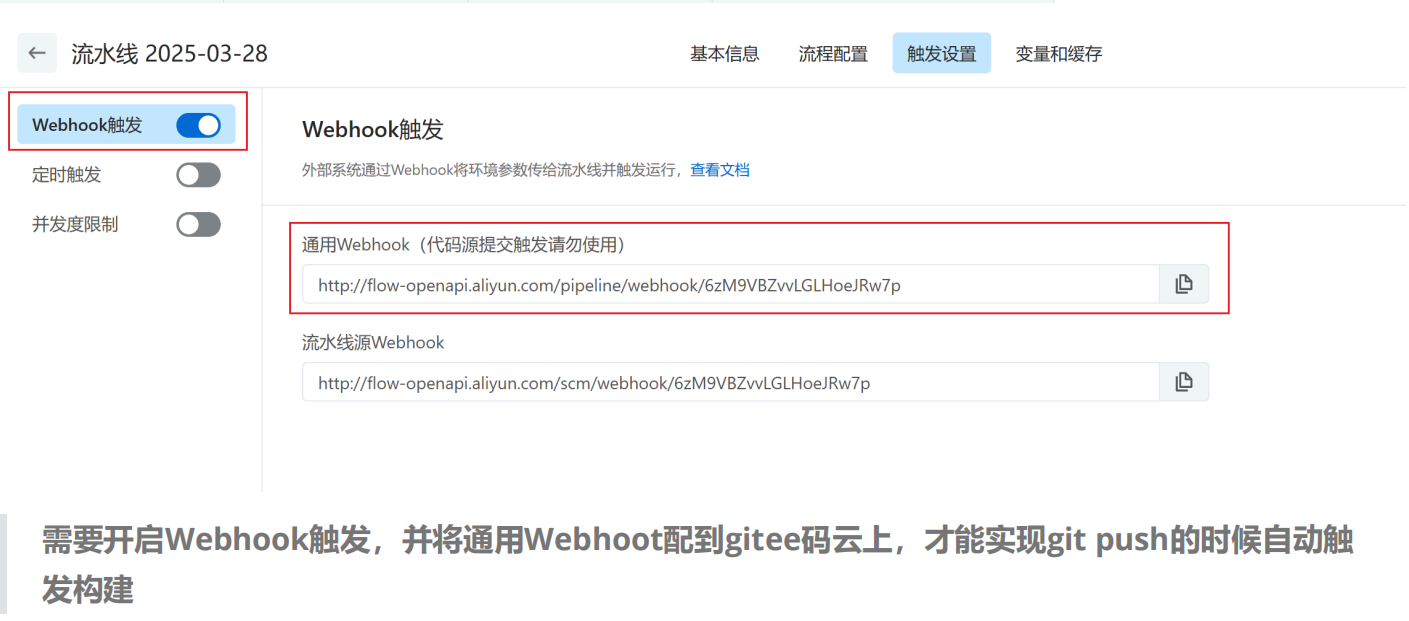 流水线 2025-03-28
基本信息 流程配置 触发设置 变量和缓存
Webhook触发
定时触发
并发度限制
Webhook触发
外部系统通过Webhook将环境参数传给流水线并触发运行，查看文档
通用Webhook（代码源提交触发请勿使用）
http://flow-openapi.aliyun.com/pipeline/webhook/6zM9VBZvvLGLHoeJRw7p
流水线源Webhook
http://flow-openapi.aliyun.com/scm/webhook/6zM9VBZvvLGLHoeJRw7p
需要开启Webhook触发，并将通用Webhoot配到gitee码云上，才能实现git push的时候自动触
发构建